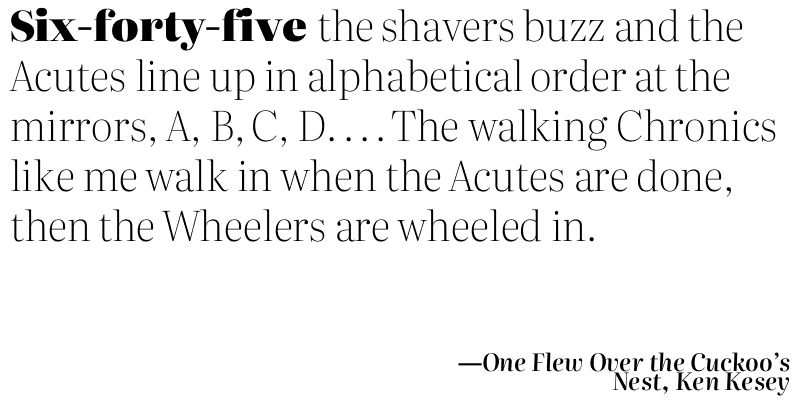 Six-forty-five the shavers buzz and the
Acutes line up in alphabetical order at the
mirrors, A, B, C, D. . . . The walking Chronics
like me walk in when the Acutes are done,
then the Wheelers are wheeled in.
—One Flew Over the Cuckoo’s
Nest, Ken Kesey